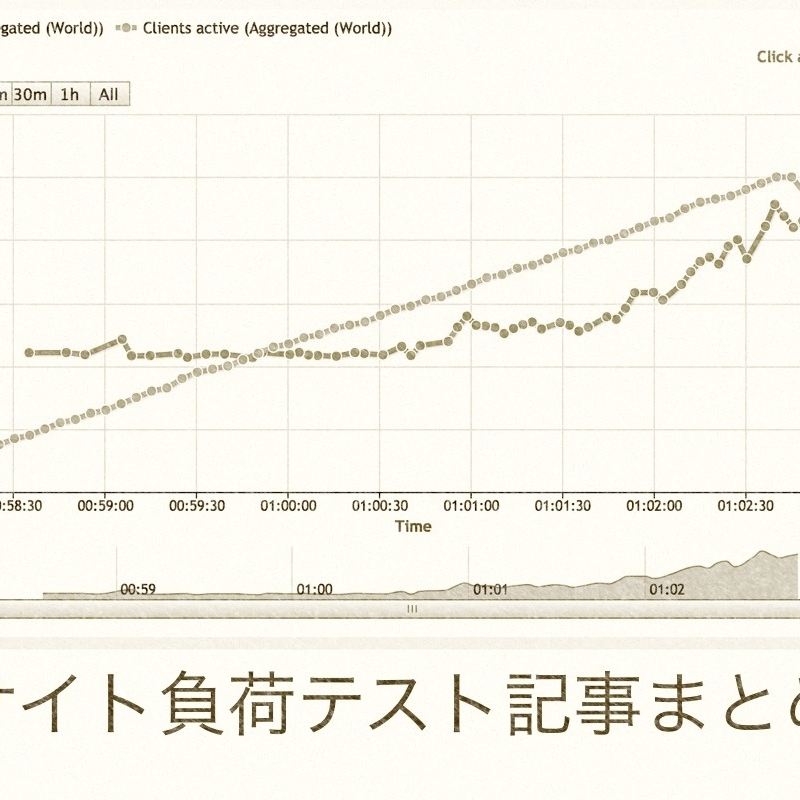 gated (World)) Clients active (Aggregated (World))
Click
30m 1h All
:58:30 00:59:00 00:59:30 01:00:00 01:00:30 01:01:00 01:01:30 01:02:00 01:02:30
Time
00:59 01:00 01:01 01:02
イト負荷テスト記事まと